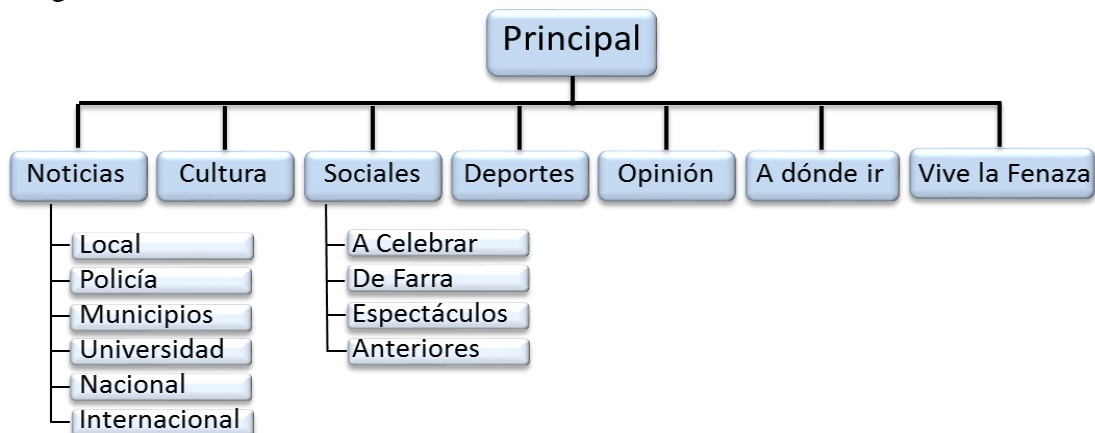 Principal
Noticias
Cultura
Sociales
Deportes
Opinión
A dónde ir
Vive la Fenaza
Local
Policía
Municipios
Universidad
Nacional
Internacional
A Celebrar
De Farra
Espectáculos
Anteriores